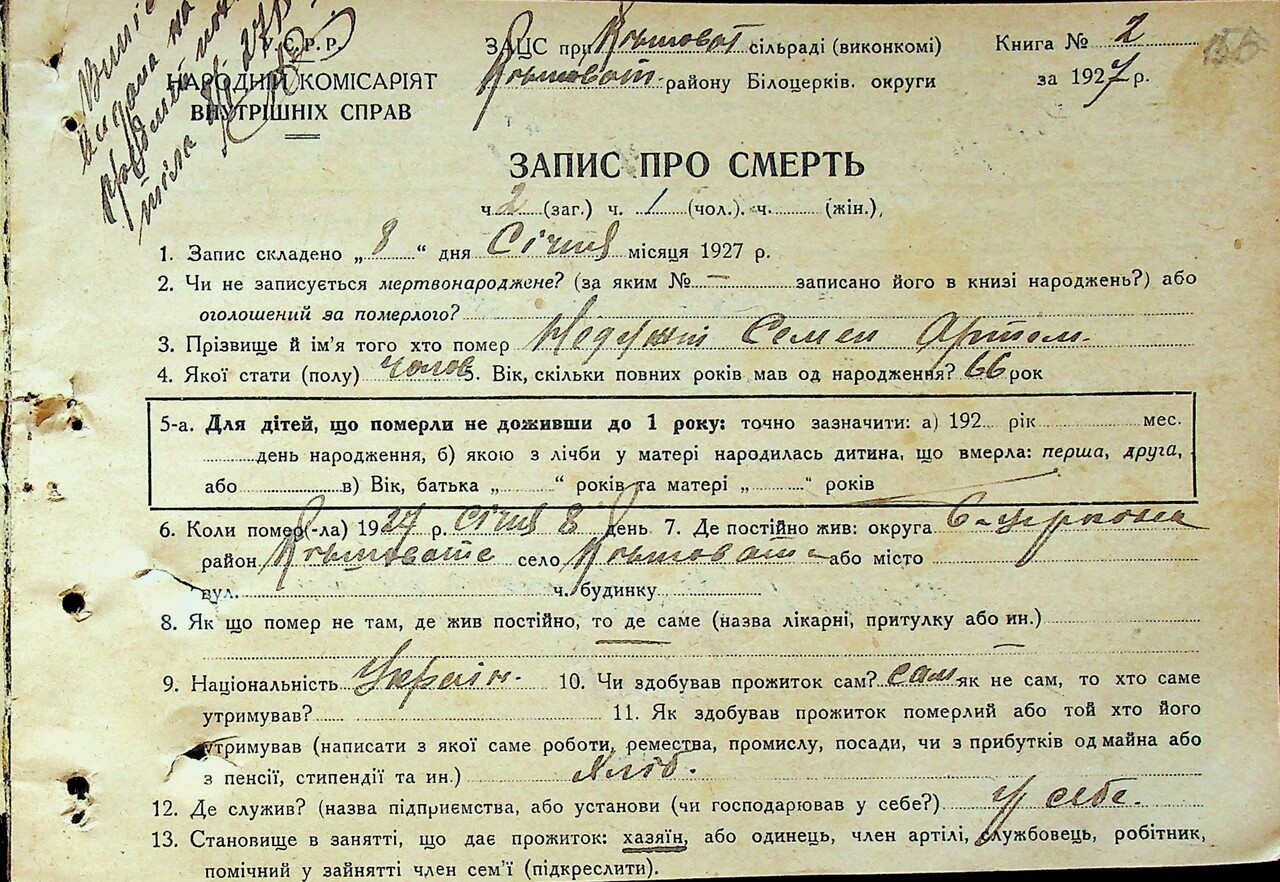 У.С.Р.Р.
НАРОДНІЙ КОМІСАРІЯТ
ВНУТРІШНІХ СПРАВ
ЗАЦС при Кошоват сільраді (виконкомі)
Кошоват. району Білоцерків. округи
Книга № 2
за 1927 р.
155
ЗАПИС ПРО СМЕРТЬ
ч. 2 (заг.) ч. 1 (чол.). ч. (жін.),
1. Запис складено „ 8 “ дня Січня місяця 1927 р.
2. Чи не записується мертвонароджене? (за яким № — записано його в книзі народжень?) або
оголошений за померлого?
3. Прізвище й ім'я того хто помер Семен Артем.
4. Якої стати (полу) чолов. 5. Вік, скільки повних років мав од народження? 66 рок
5-а. Для дітей, що померли не доживши до 1 року: точно зазначити: а) 192 рік мес.
день народження, б) якою з лічби у матері народилась дитина, що вмерла: перша, друга,
або в) Вік, батька „ “ років та матері „ “ років
6. Коли помер(-ла) 1927 р. Січня 8 день 7. Де постійно жив: округа Б-церковна
район Кошовате село Кошовате або місто
вул. ч. будинку
8. Як що помер не там, де жив постійно, то де саме (назва лікарні, притулку або ин.)
9. Національність Україн. 10. Чи здобував прожиток сам? сам як не сам, то хто саме
утримував? 11. Як здобував прожиток померлий або той хто його
утримував (написати з якої саме роботи, ремества, промислу, посади, чи з прибутків од майна або
з пенсії, стипендії та ин.) хліб.
12. Де служив? (назва підприємства, або установи (чи господарював у себе?) у себе.
13. Становище в занятті, що дає прожиток: хазяїн, або одинець, член артілі, службовець, робітник,
помічний у зайнятті член сем'ї (підкреслити).